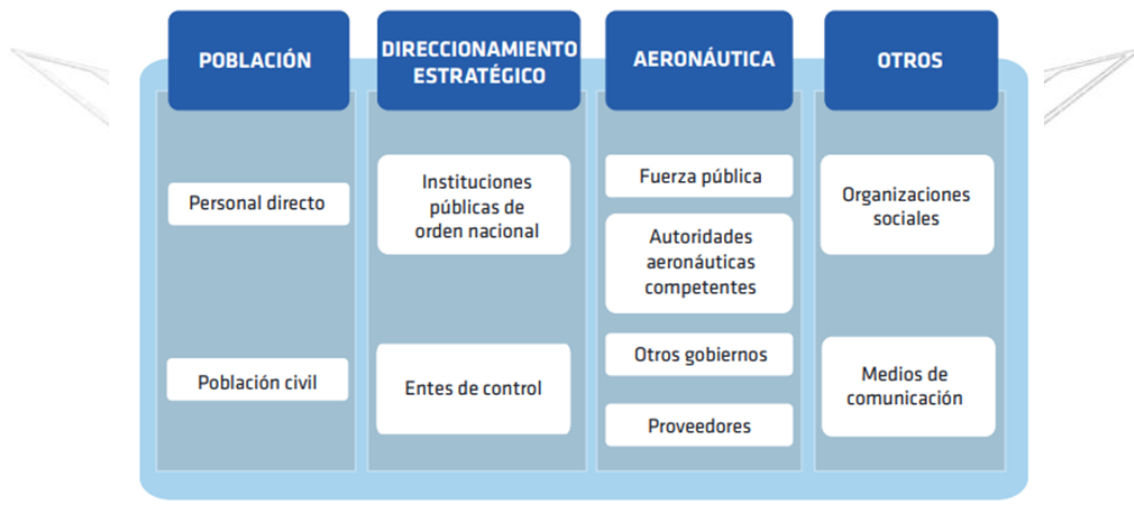 POBLACIÓN
Personal directo
Población civil
DIRECCIONAMIENTO
ESTRATÉGICO
Instituciones
públicas de
orden nacional
Entes de control
AERONÁUTICA
Fuerza pública
Autoridades
aeronáuticas
competentes
Otros gobiernos
Proveedores
OTROS
Organizaciones
sociales
Medios de
comunicación